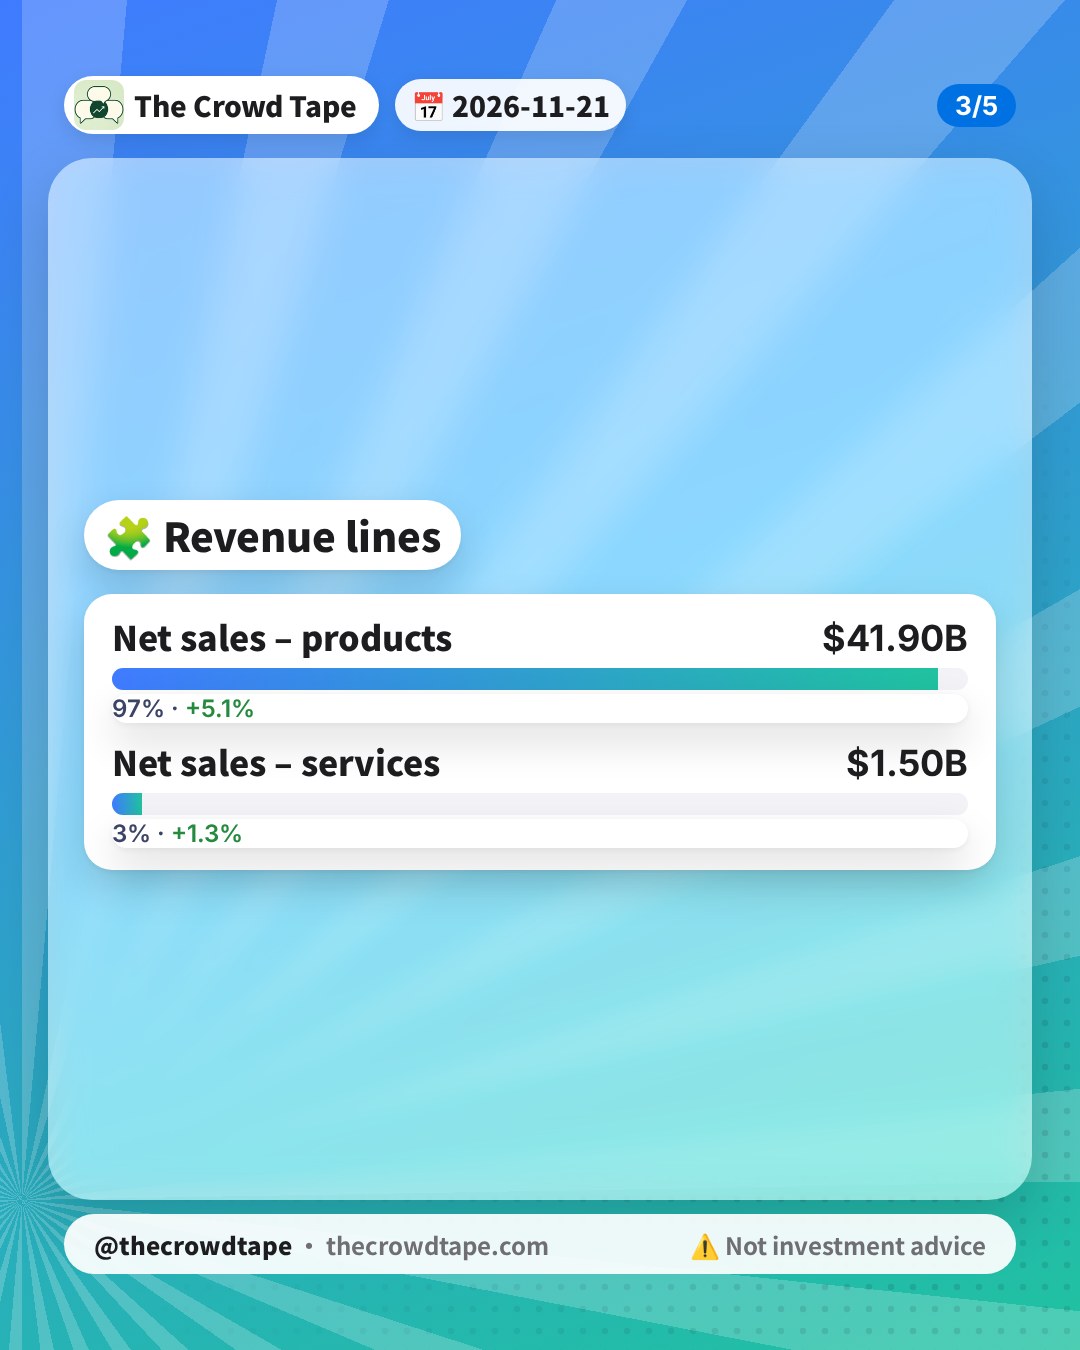 The Crowd Tape
July
2026-11-21
3/5
Revenue lines
Net sales – products
$41.90B
97% · +5.1%
Net sales – services
$1.50B
3% · +1.3%
@thecrowdtape • thecrowdtape.com
Not investment advice